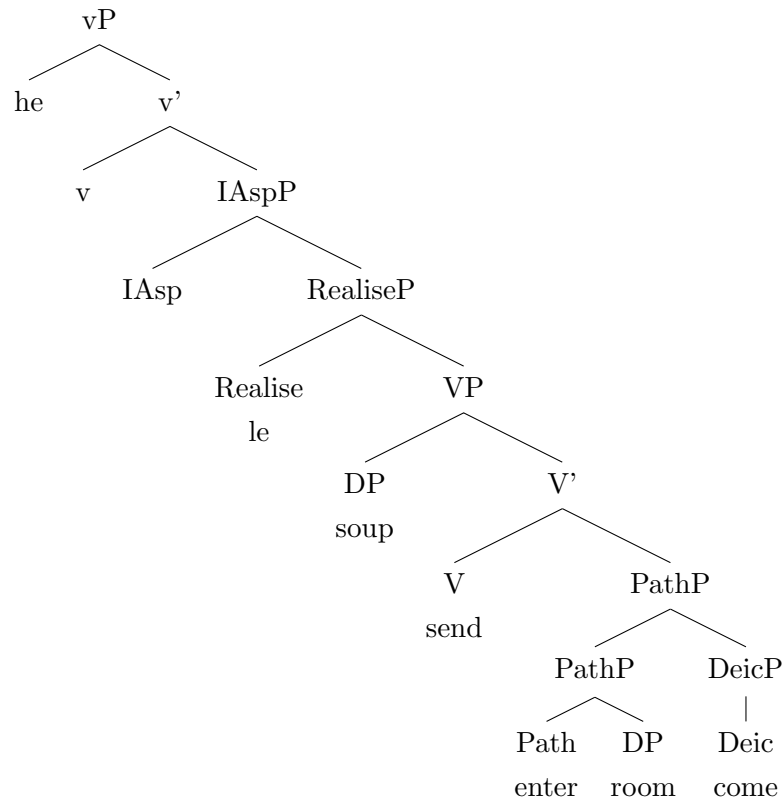 vP
he v’
v IAspP
IAsp RealiseP
Realise VP
le
DP V’
soup
V PathP
send
PathP DeicP
Path DP Deic
enter room come